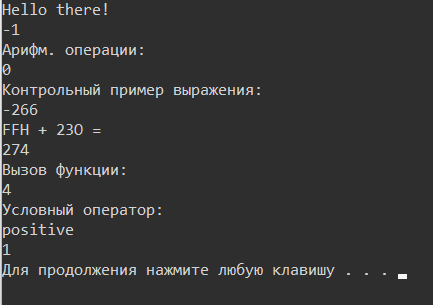 Hello there!
-1
Арифм. операции:
0
Контрольный пример выражения:
-266
FFH + 23O =
274
Вызов функции:
4
Условный оператор:
positive
1
Для продолжения нажмите любую клавишу . . .